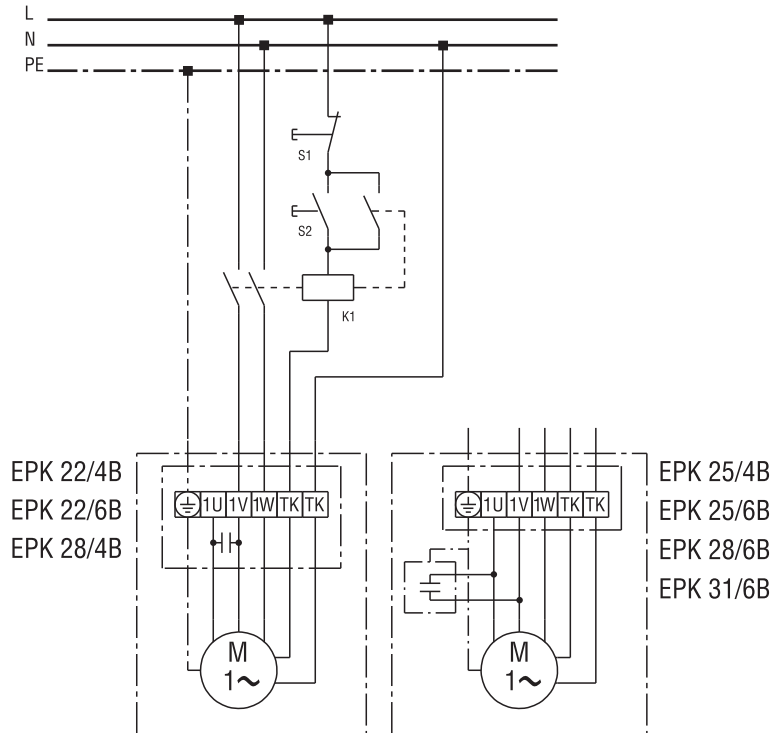 L
N
PE
S1
S2
K1
EPK 22/4B
EPK 22/6B
EPK 28/4B
1U 1V 1W TK TK
M
1~
1U 1V 1W TK TK
M
1~
EPK 25/4B
EPK 25/6B
EPK 28/6B
EPK 31/6B